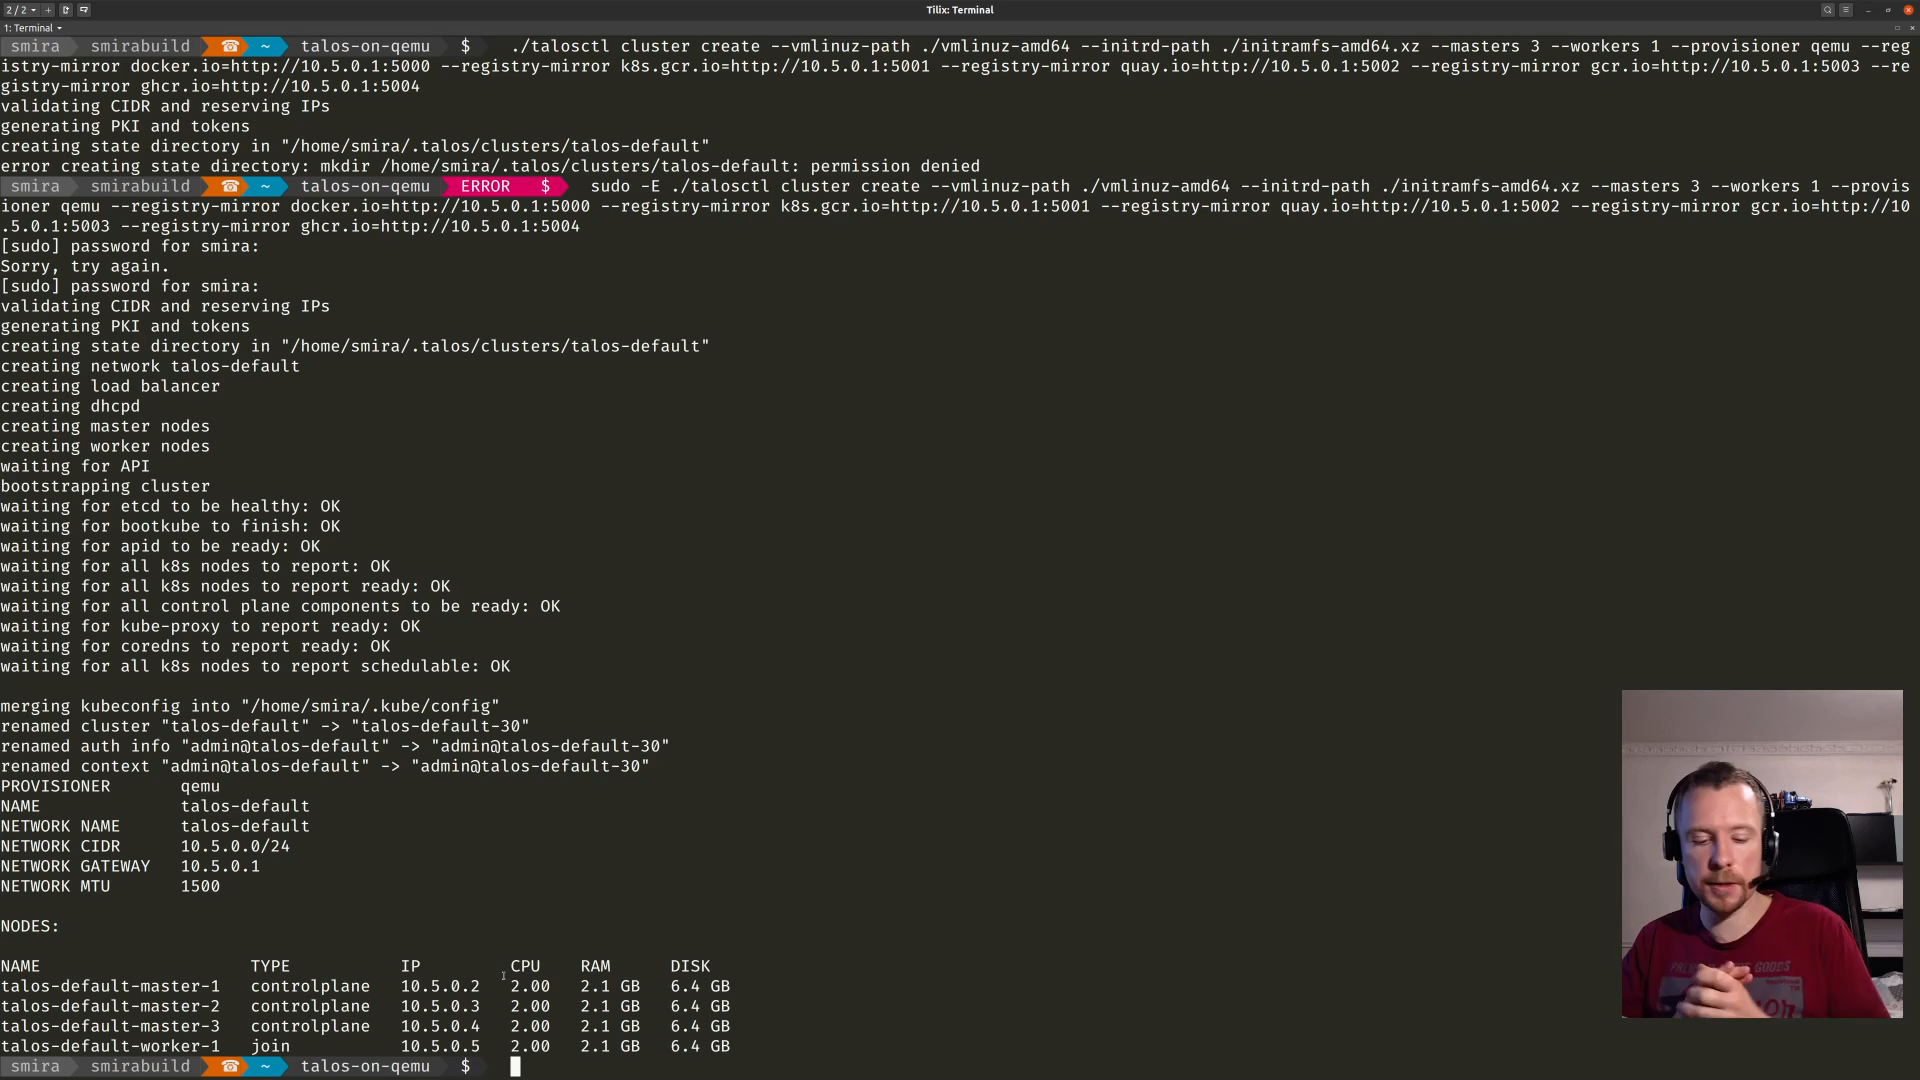 2/2
Tilix: Terminal
1: Terminal
smira smirabuild ~ talos-on-qemu $ ./talosctl cluster create --vmlinuz-path ./vmlinuz-amd64 --initrd-path ./initramfs-amd64.xz --masters 3 --workers 1 --provisioner qemu --reg
istry-mirror docker.io=http://10.5.0.1:5000 --registry-mirror k8s.gcr.io=http://10.5.0.1:5001 --registry-mirror quay.io=http://10.5.0.1:5002 --registry-mirror gcr.io=http://10.5.0.1:5003 --re
gistry-mirror ghcr.io=http://10.5.0.1:5004
validating CIDR and reserving IPs
generating PKI and tokens
creating state directory in "/home/smira/.talos/clusters/talos-default"
error creating state directory: mkdir /home/smira/.talos/clusters/talos-default: permission denied
smira smirabuild ~ talos-on-qemu ERROR $ sudo -E ./talosctl cluster create --vmlinuz-path ./vmlinuz-amd64 --initrd-path ./initramfs-amd64.xz --masters 3 --workers 1 --provis
ioner qemu --registry-mirror docker.io=http://10.5.0.1:5000 --registry-mirror k8s.gcr.io=http://10.5.0.1:5001 --registry-mirror quay.io=http://10.5.0.1:5002 --registry-mirror gcr.io=http://10
.5.0.1:5003 --registry-mirror ghcr.io=http://10.5.0.1:5004
[sudo] password for smira:
Sorry, try again.
[sudo] password for smira:
validating CIDR and reserving IPs
generating PKI and tokens
creating state directory in "/home/smira/.talos/clusters/talos-default"
creating network talos-default
creating load balancer
creating dhcpd
creating master nodes
creating worker nodes
waiting for API
bootstrapping cluster
waiting for etcd to be healthy: OK
waiting for bootkube to finish: OK
waiting for apid to be ready: OK
waiting for all k8s nodes to report: OK
waiting for all k8s nodes to report ready: OK
waiting for all control plane components to be ready: OK
waiting for kube-proxy to report ready: OK
waiting for coredns to report ready: OK
waiting for all k8s nodes to report schedulable: OK
merging kubeconfig into "/home/smira/.kube/config"
renamed cluster "talos-default" -> "talos-default-30"
renamed auth info "admin@talos-default" -> "admin@talos-default-30"
renamed context "admin@talos-default" -> "admin@talos-default-30"
PROVISIONER qemu
NAME talos-default
NETWORK NAME talos-default
NETWORK CIDR 10.5.0.0/24
NETWORK GATEWAY 10.5.0.1
NETWORK MTU 1500
NODES:
NAME TYPE IP CPU RAM DISK
talos-default-master-1 controlplane 10.5.0.2 2.00 2.1 GB 6.4 GB
talos-default-master-2 controlplane 10.5.0.3 2.00 2.1 GB 6.4 GB
talos-default-master-3 controlplane 10.5.0.4 2.00 2.1 GB 6.4 GB
talos-default-worker-1 join 10.5.0.5 2.00 2.1 GB 6.4 GB
smira smirabuild ~ talos-on-qemu $